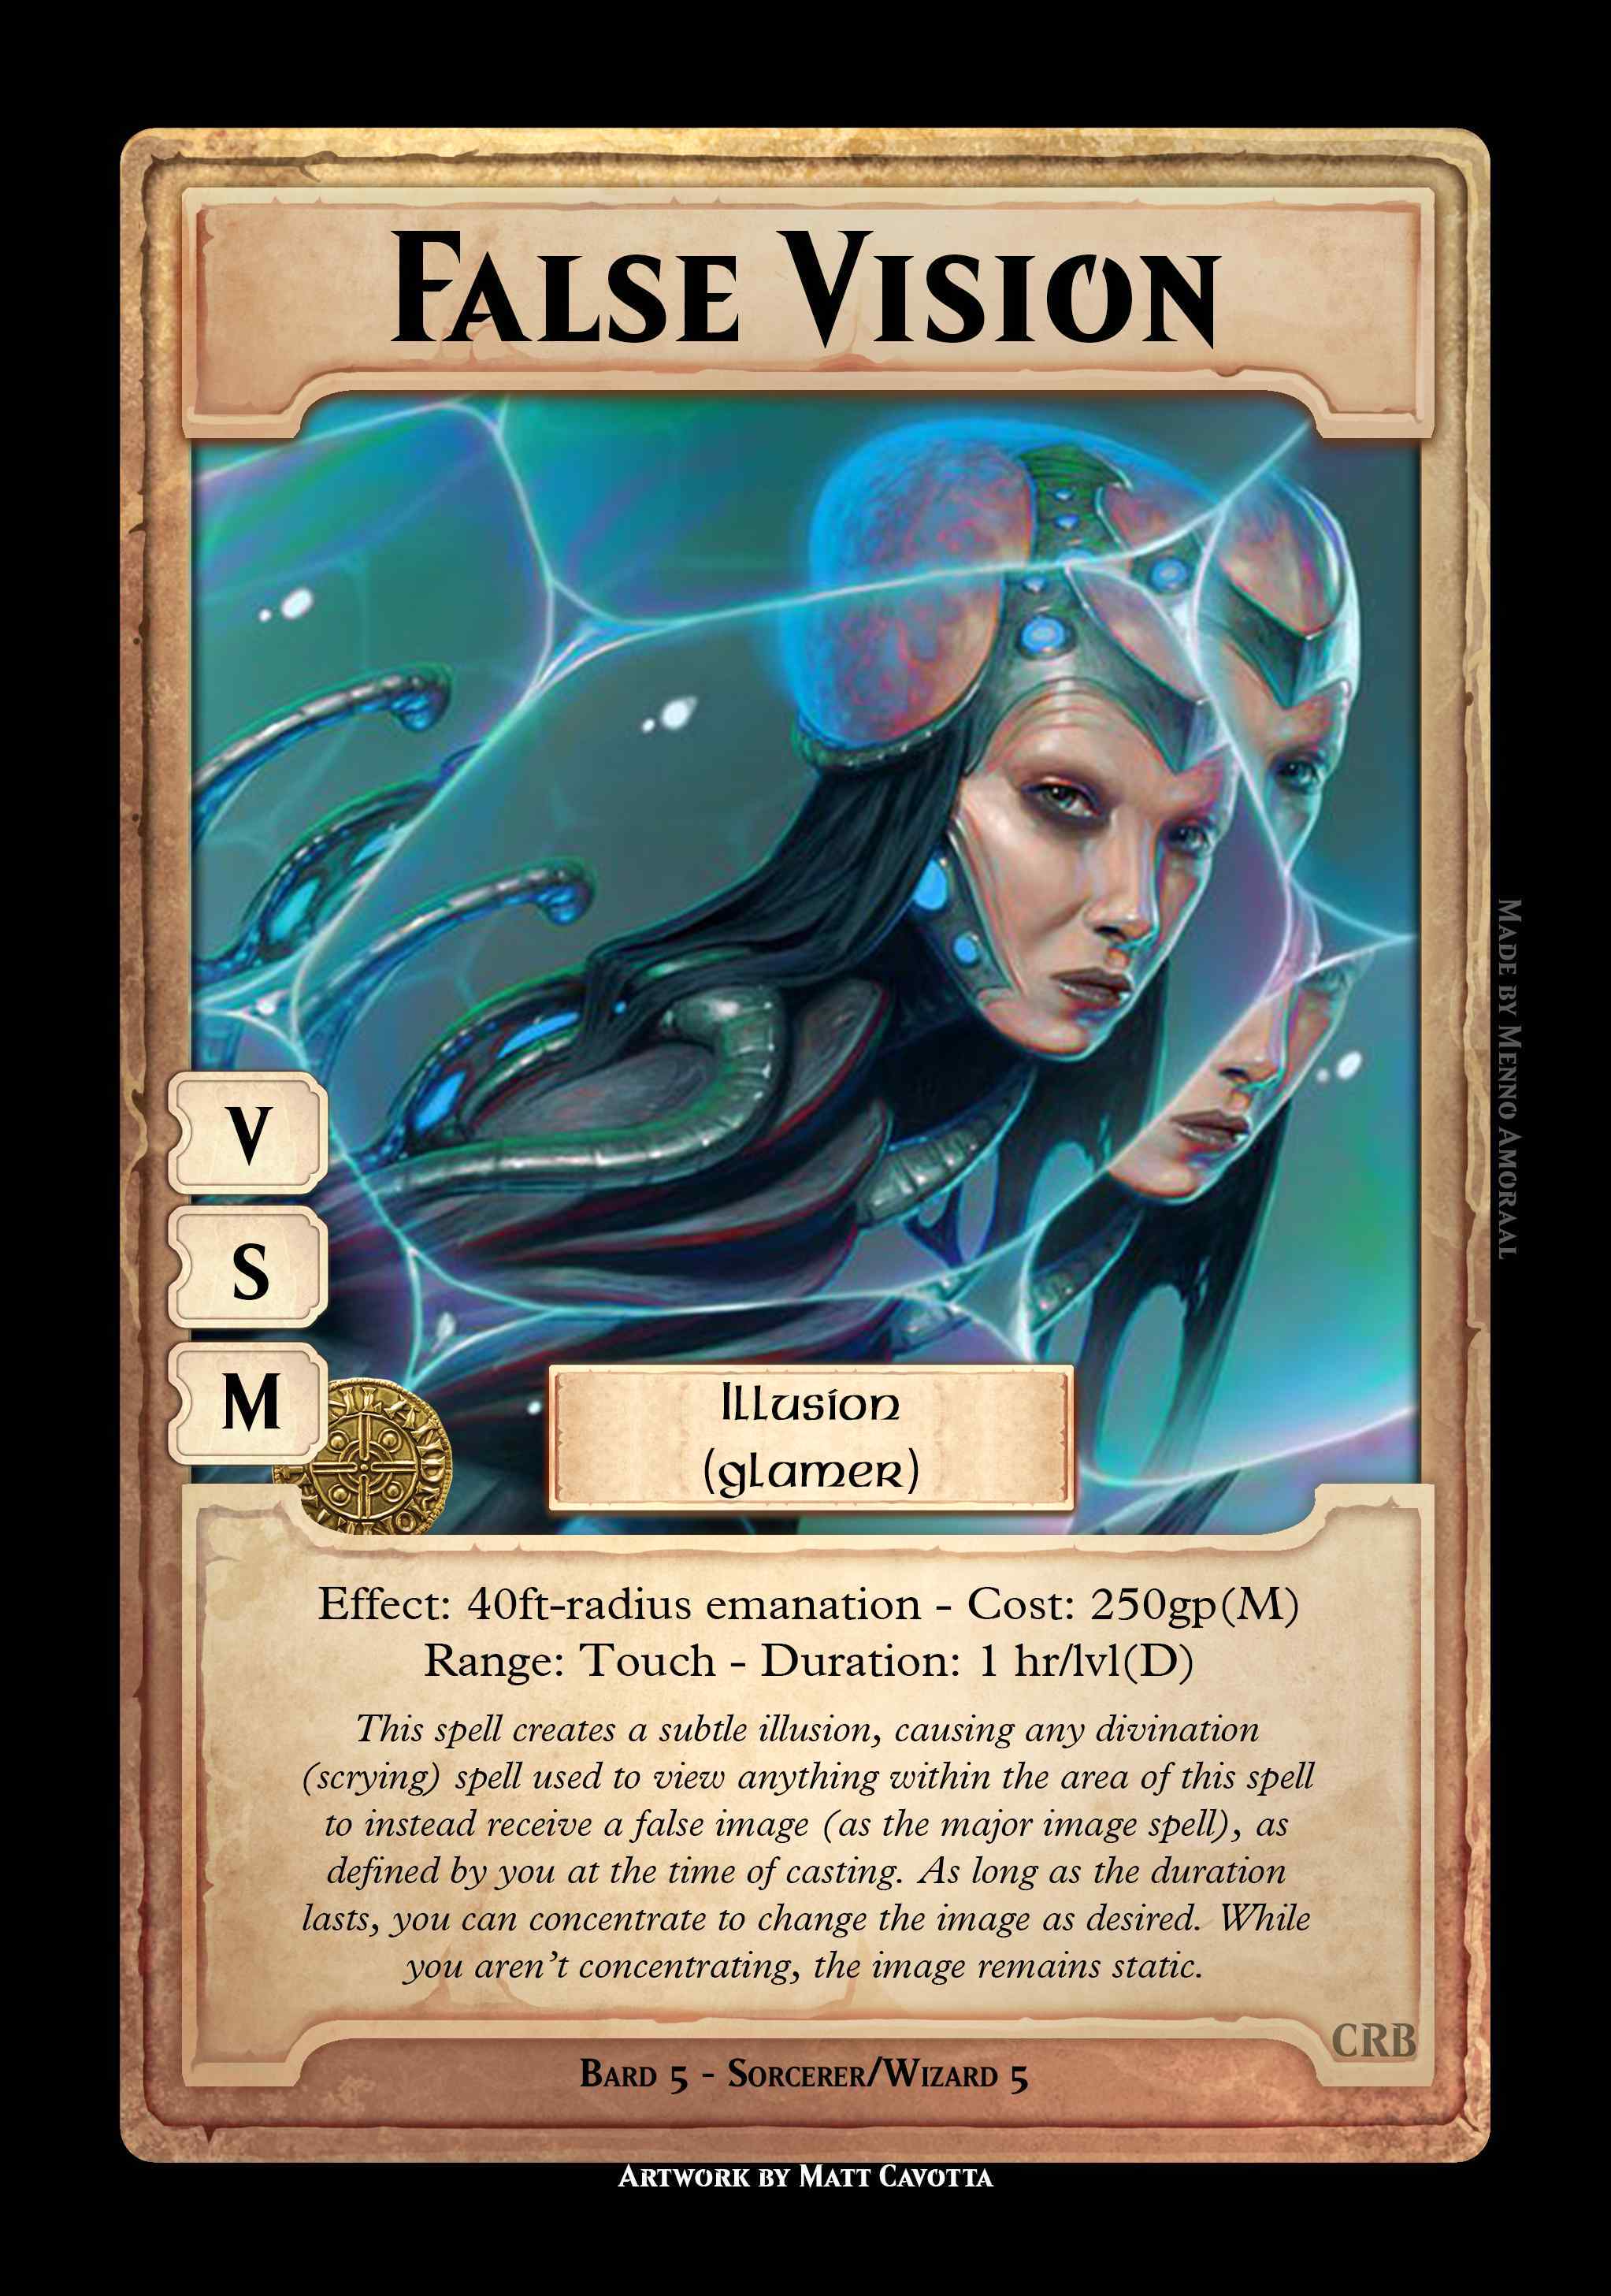 False Vision
V
S
M
Illusion
(glamer)
Effect: 40ft-radius emanation - Cost: 250gp(M)
Range: Touch - Duration: 1 hr/lvl(D)
This spell creates a subtle illusion, causing any divination
(scrying) spell used to view anything within the area of this spell
to instead receive a false image (as the major image spell), as
defined by you at the time of casting. As long as the duration
lasts, you can concentrate to change the image as desired. While
you aren't concentrating, the image remains static.
CRB
Bard 5 - Sorcerer/Wizard 5
Artwork by Matt Cavotta
Made by Menno Amoraal